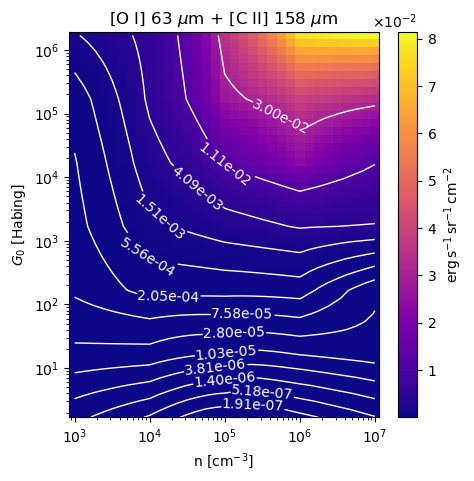 [O I] 63 μm + [C II] 158 μm
×10⁻²
10⁶
10⁵
10⁴
10³
10²
10¹
G₀ [Habing]
3.00e-02
1.11e-02
4.09e-03
1.51e-03
5.56e-04
2.05e-04
7.58e-05
2.80e-05
1.03e-05
3.81e-06
1.40e-06
5.18e-07
1.91e-07
10³ 10⁴ 10⁵ 10⁶ 10⁷
n [cm⁻³]
8
7
6
5
4
3
2
1
erg s⁻¹ sr⁻¹ cm⁻²